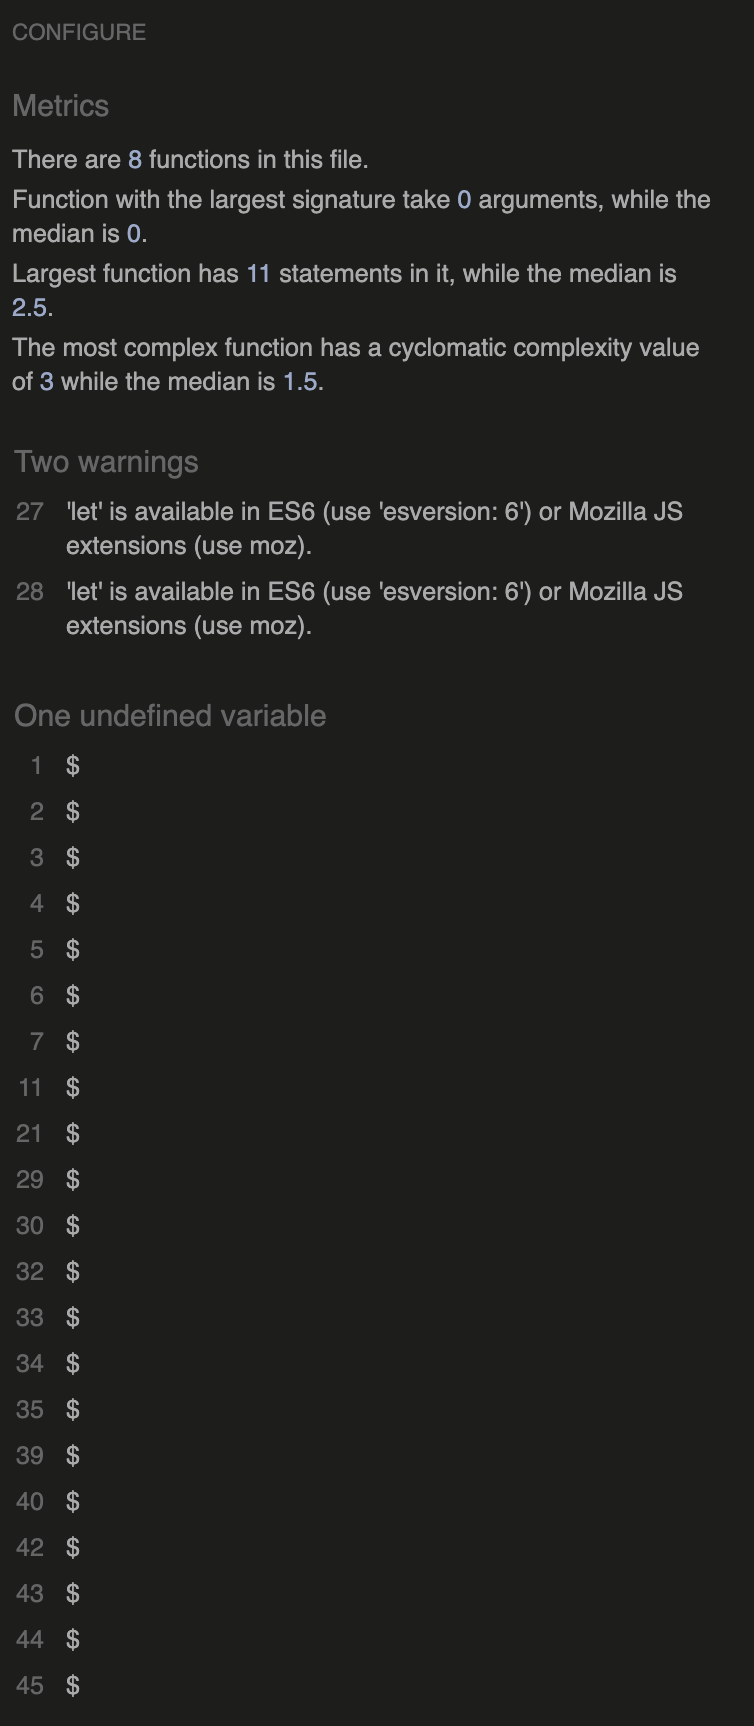 CONFIGURE
Metrics
There are 8 functions in this file.
Function with the largest signature take 0 arguments, while the
median is 0.
Largest function has 11 statements in it, while the median is
2.5.
The most complex function has a cyclomatic complexity value
of 3 while the median is 1.5.
Two warnings
27 'let' is available in ES6 (use 'esversion: 6') or Mozilla JS
extensions (use moz).
28 'let' is available in ES6 (use 'esversion: 6') or Mozilla JS
extensions (use moz).
One undefined variable
1 $
2 $
3 $
4 $
5 $
6 $
7 $
11 $
21 $
29 $
30 $
32 $
33 $
34 $
35 $
39 $
40 $
42 $
43 $
44 $
45 $